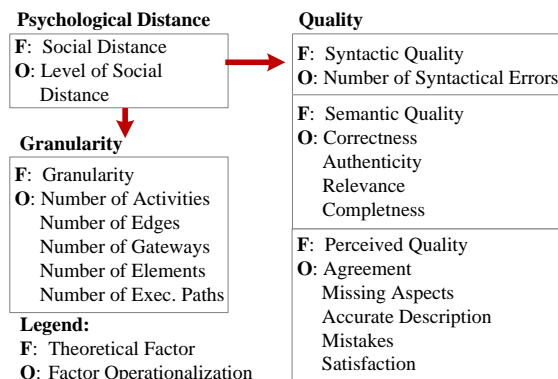 Psychological Distance
F: Social Distance
O: Level of Social
Distance
Granularity
F: Granularity
O: Number of Activities
Number of Edges
Number of Gateways
Number of Elements
Number of Exec. Paths
Legend:
F: Theoretical Factor
O: Factor Operationalization
Quality
F: Syntactic Quality
O: Number of Syntactical Errors
F: Semantic Quality
O: Correctness
Authenticity
Relevance
Completness
F: Perceived Quality
O: Agreement
Missing Aspects
Accurate Description
Mistakes
Satisfaction